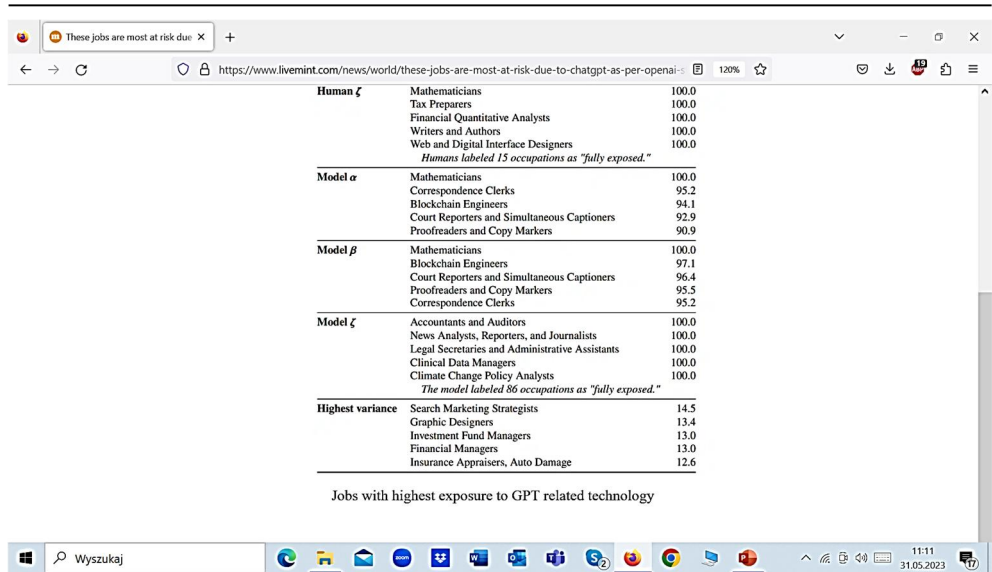 These jobs are most at risk due
https://www.livemint.com/news/world/these-jobs-are-most-at-risk-due-to-chatgpt-as-per-openai-s
120%
19
Human ζ Mathematicians 100.0
Tax Preparers 100.0
Financial Quantitative Analysts 100.0
Writers and Authors 100.0
Web and Digital Interface Designers 100.0
Humans labeled 15 occupations as "fully exposed."
Model α Mathematicians 100.0
Correspondence Clerks 95.2
Blockchain Engineers 94.1
Court Reporters and Simultaneous Captioners 92.9
Proofreaders and Copy Markers 90.9
Model β Mathematicians 100.0
Blockchain Engineers 97.1
Court Reporters and Simultaneous Captioners 96.4
Proofreaders and Copy Markers 95.5
Correspondence Clerks 95.2
Model ζ Accountants and Auditors 100.0
News Analysts, Reporters, and Journalists 100.0
Legal Secretaries and Administrative Assistants 100.0
Clinical Data Managers 100.0
Climate Change Policy Analysts 100.0
The model labeled 86 occupations as "fully exposed."
Highest variance Search Marketing Strategists 14.5
Graphic Designers 13.4
Investment Fund Managers 13.0
Financial Managers 13.0
Insurance Appraisers, Auto Damage 12.6
Jobs with highest exposure to GPT related technology
Wyszukaj
zoom
2
11:11
31.05.2023
17